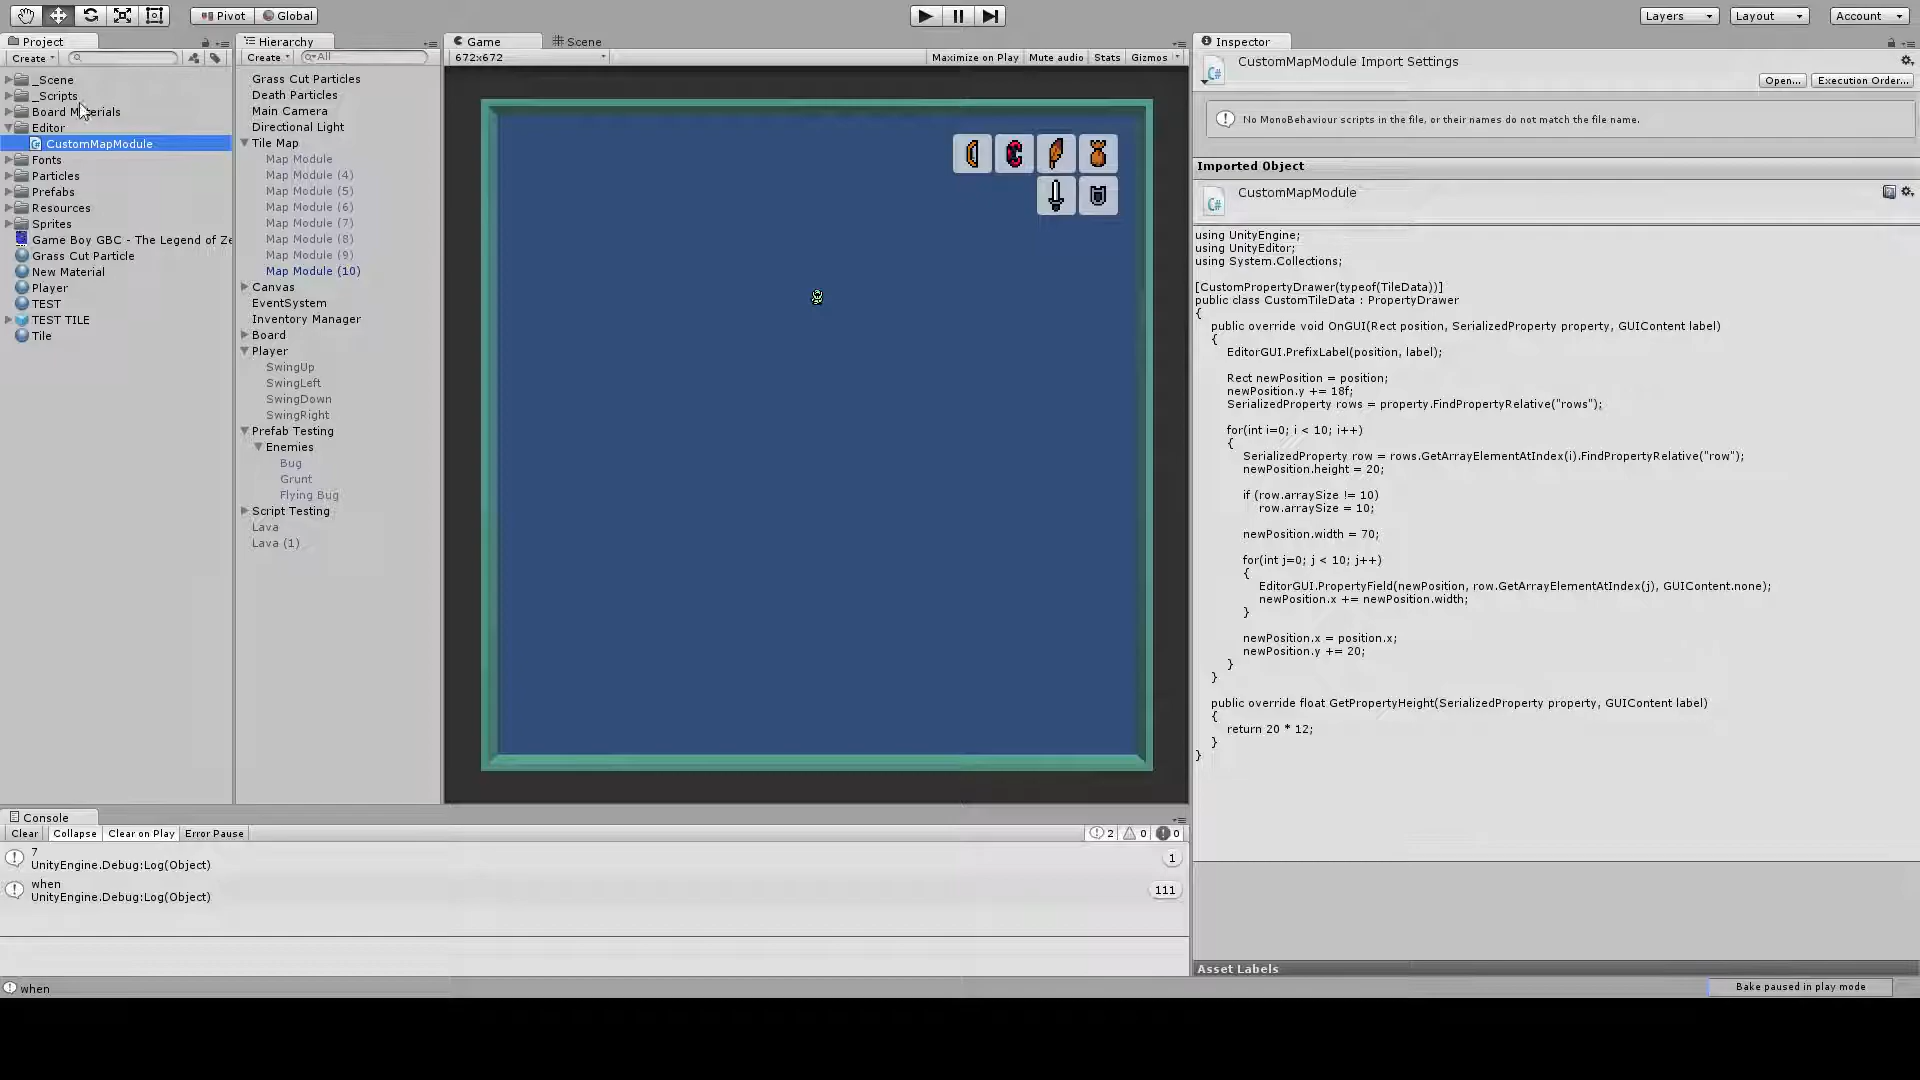 Pivot Global Layers Layout Account
Project
Create
_Scene
_Scripts
Board Materials
Editor
CustomMapModule
Fonts
Particles
Prefabs
Resources
Sprites
Game Boy GBC - The Legend of Ze
Grass Cut Particle
New Material
Player
TEST
TEST TILE
Tile
Hierarchy
Create All
Grass Cut Particles
Death Particles
Main Camera
Directional Light
Tile Map
Map Module
Map Module (4)
Map Module (5)
Map Module (6)
Map Module (7)
Map Module (8)
Map Module (9)
Map Module (10)
Canvas
EventSystem
Inventory Manager
Board
Player
SwingUp
SwingLeft
SwingDown
SwingRight
Prefab Testing
Enemies
Bug
Grunt
Flying Bug
Script Testing
Lava
Lava (1)
Game Scene
672x672 Maximize on Play Mute audio Stats Gizmos
Inspector
CustomMapModule Import Settings
Open... Execution Order...
No MonoBehaviour scripts in the file, or their names do not match the file name.
Imported Object
CustomMapModule
using UnityEngine;
using UnityEditor;
using System.Collections;
[CustomPropertyDrawer(typeof(TileData))]
public class CustomTileData : PropertyDrawer
{
public override void OnGUI(Rect position, SerializedProperty property, GUIContent label)
{
EditorGUI.PrefixLabel(position, label);
Rect newPosition = position;
newPosition.y += 18f;
SerializedProperty rows = property.FindPropertyRelative("rows");
for(int i=0; i < 10; i++)
{
SerializedProperty row = rows.GetArrayElementAtIndex(i).FindPropertyRelative("row");
newPosition.height = 20;
if (row.arraySize != 10)
row.arraySize = 10;
newPosition.width = 70;
for(int j=0; j < 10; j++)
{
EditorGUI.PropertyField(newPosition, row.GetArrayElementAtIndex(j), GUIContent.none);
newPosition.x += newPosition.width;
}
newPosition.x = position.x;
newPosition.y += 20;
}
}
public override float GetPropertyHeight(SerializedProperty property, GUIContent label)
{
return 20 * 12;
}
}
Asset Labels
Console
Clear Collapse Clear on Play Error Pause 2 0 0
7
UnityEngine.Debug:Log(Object) 1
when
UnityEngine.Debug:Log(Object) 111
when
Bake paused in play mode